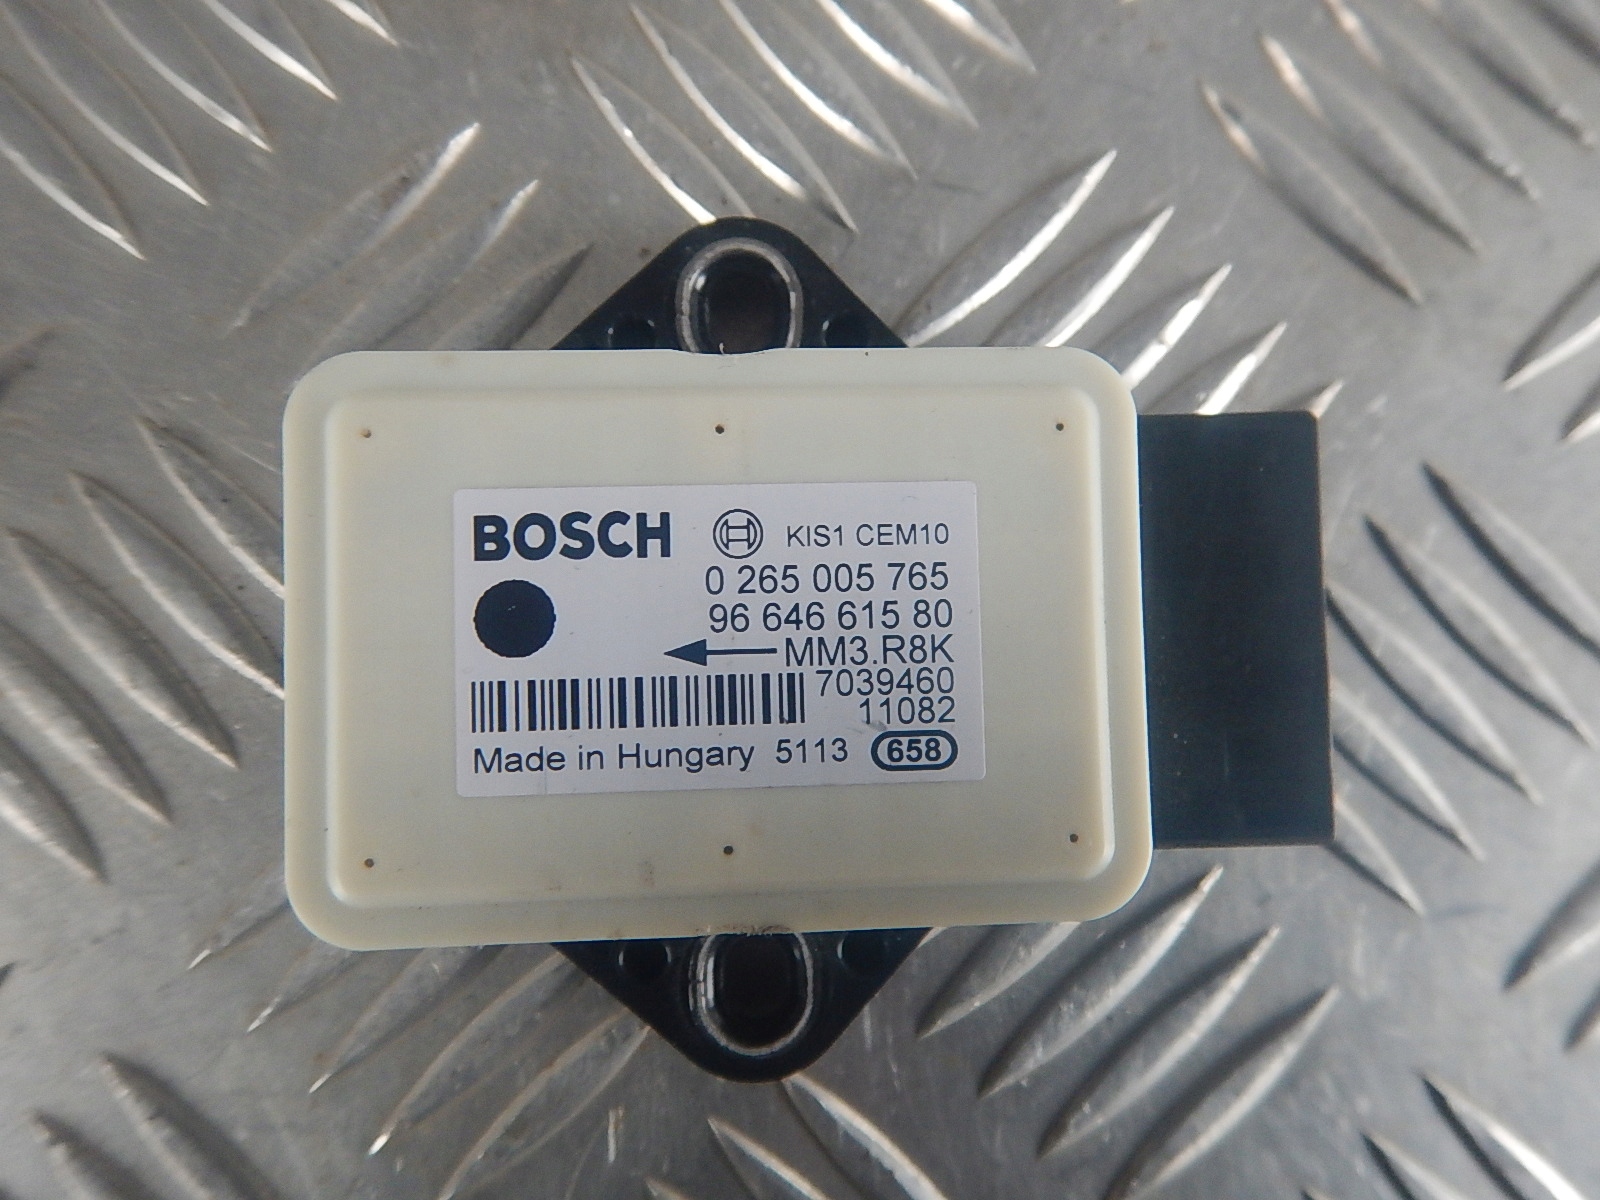 BOSCH KIS1 CEM10
0 265 005 765
96 646 615 80
MM3.R8K
7039460
11082
Made in Hungary 5113 658